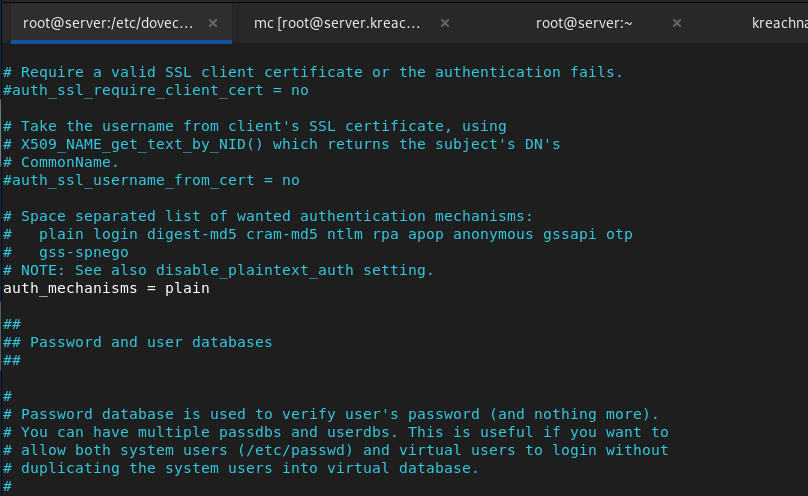 root@server:/etc/dovec... × mc [root@server.kreac... × root@server:~ × kreachna
# Require a valid SSL client certificate or the authentication fails.
#auth_ssl_require_client_cert = no
# Take the username from client's SSL certificate, using
# X509_NAME_get_text_by_NID() which returns the subject's DN's
# CommonName.
#auth_ssl_username_from_cert = no
# Space separated list of wanted authentication mechanisms:
#   plain login digest-md5 cram-md5 ntlm rpa apop anonymous gssapi otp
#   gss-spnego
# NOTE: See also disable_plaintext_auth setting.
auth_mechanisms = plain
##
## Password and user databases
##
#
# Password database is used to verify user's password (and nothing more).
# You can have multiple passdbs and userdbs. This is useful if you want to
# allow both system users (/etc/passwd) and virtual users to login without
# duplicating the system users into virtual database.
#